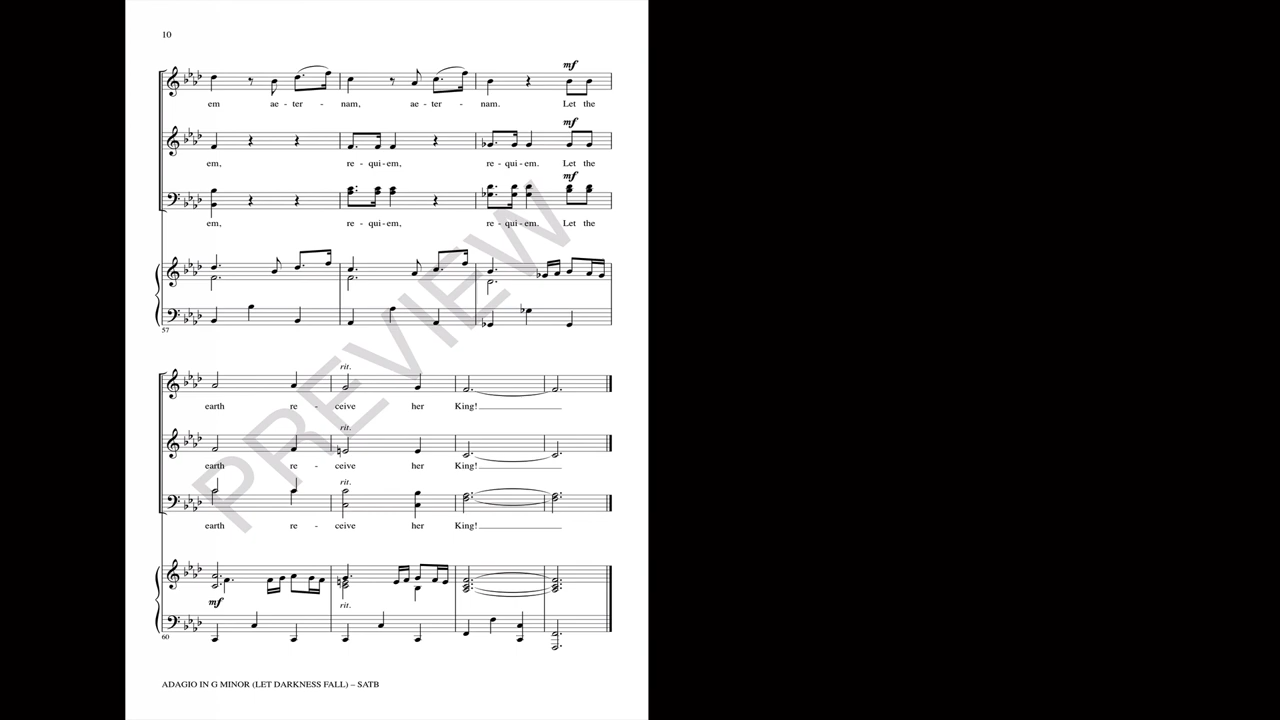 10
mf
em ae - ter - nam, ae - ter - nam. Let the
mf
em, re - qui - em, re - qui - em. Let the
mf
em, re - qui - em, re - qui - em. Let the
57
PREVIEW
rit.
earth re - ceive her King!
rit.
earth re - ceive her King!
rit.
earth re - ceive her King!
mf
rit.
60
ADAGIO IN G MINOR (LET DARKNESS FALL) – SATB